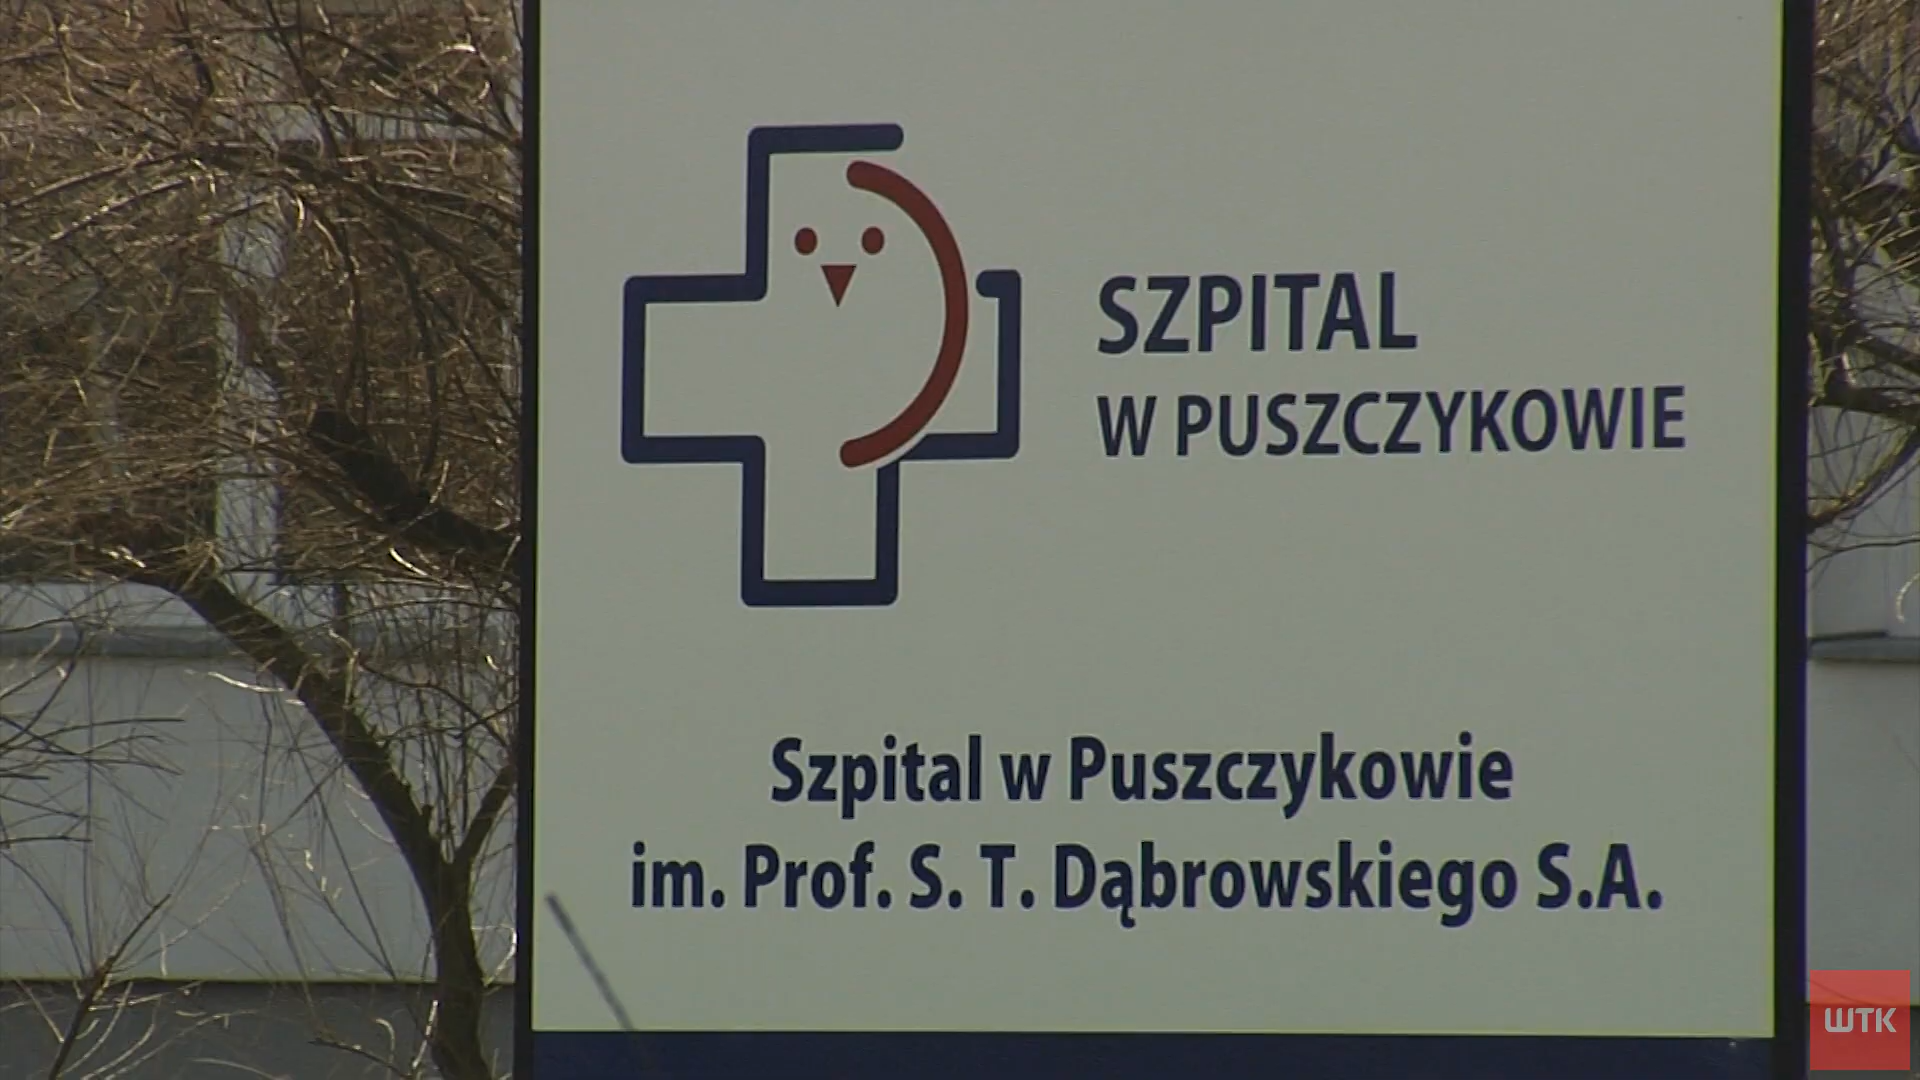 SZPITAL
W PUSZCZYKOWIE
Szpital w Puszczykowie
im. Prof. S. T. Dąbrowskiego S.A.
WTK